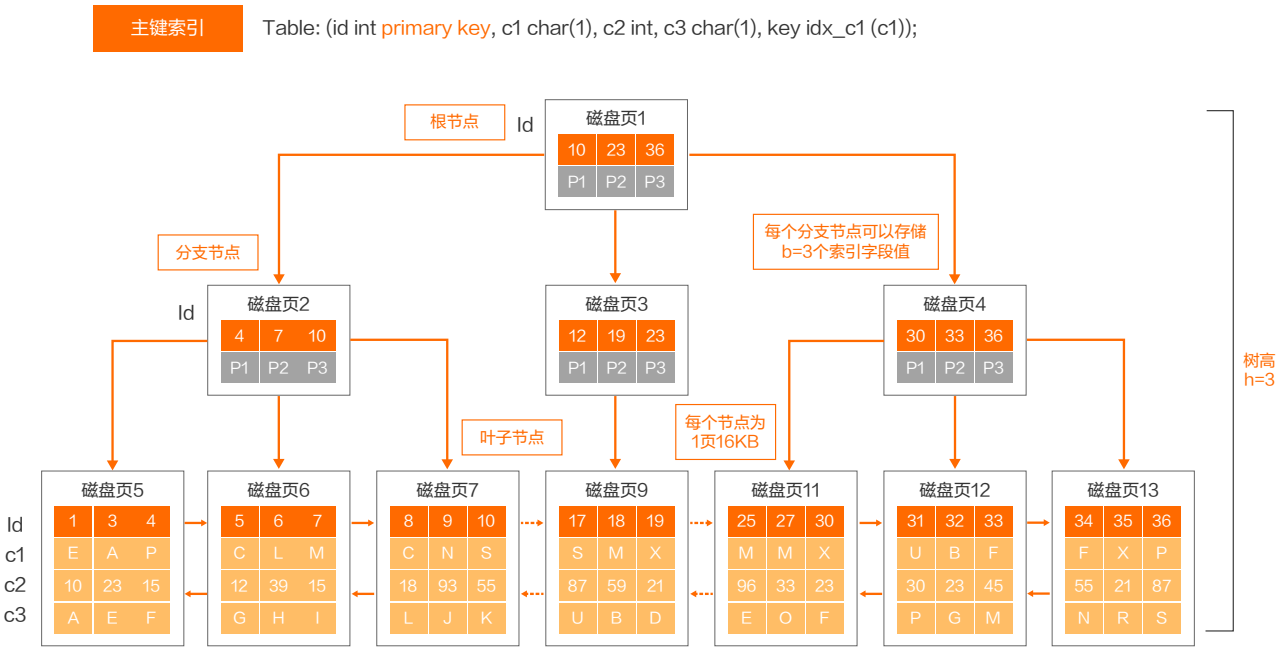 主键索引
Table: (id int primary key, c1 char(1), c2 int, c3 char(1), key idx_c1 (c1));
根节点
Id
磁盘页1
10 23 36
P1 P2 P3
分支节点
每个分支节点可以存储
b=3个索引字段值
Id
磁盘页2
4 7 10
P1 P2 P3
磁盘页3
12 19 23
P1 P2 P3
磁盘页4
30 33 36
P1 P2 P3
树高
h=3
叶子节点
每个节点为
1页16KB
磁盘页5 磁盘页6 磁盘页7 磁盘页9 磁盘页11 磁盘页12 磁盘页13
Id 1 3 4 5 6 7 8 9 10 17 18 19 25 27 30 31 32 33 34 35 36
c1 E A P C L M C N S S M X M M X U B F F X P
c2 10 23 15 12 39 15 18 93 55 87 59 21 96 33 23 30 23 45 55 21 87
c3 A E F G H I L J K U B D E O F P G M N R S